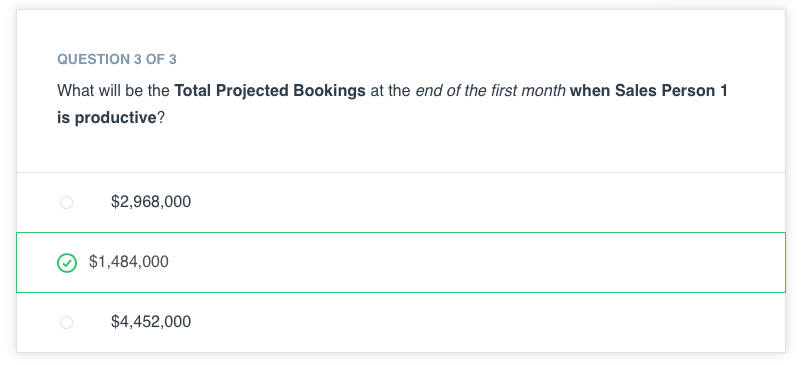 QUESTION 3 OF 3
What will be the Total Projected Bookings at the end of the first month when Sales Person 1
is productive?
$2,968,000
$1,484,000
$4,452,000